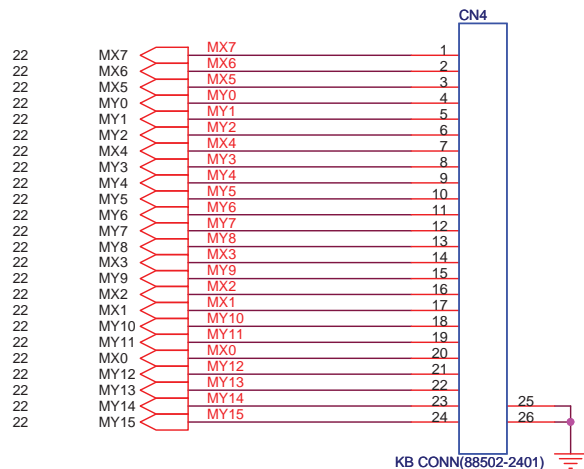 CN4
22 MX7 MX7 1
22 MX6 MX6 2
22 MX5 MX5 3
22 MY0 MY0 4
22 MY1 MY1 5
22 MY2 MY2 6
22 MX4 MX4 7
22 MY3 MY3 8
22 MY4 MY4 9
22 MY5 MY5 10
22 MY6 MY6 11
22 MY7 MY7 12
22 MY8 MY8 13
22 MX3 MX3 14
22 MY9 MY9 15
22 MX2 MX2 16
22 MX1 MX1 17
22 MY10 MY10 18
22 MY11 MY11 19
22 MX0 MX0 20
22 MY12 MY12 21
22 MY13 MY13 22
22 MY14 MY14 23 25
22 MY15 MY15 24 26
KB CONN(88502-2401)